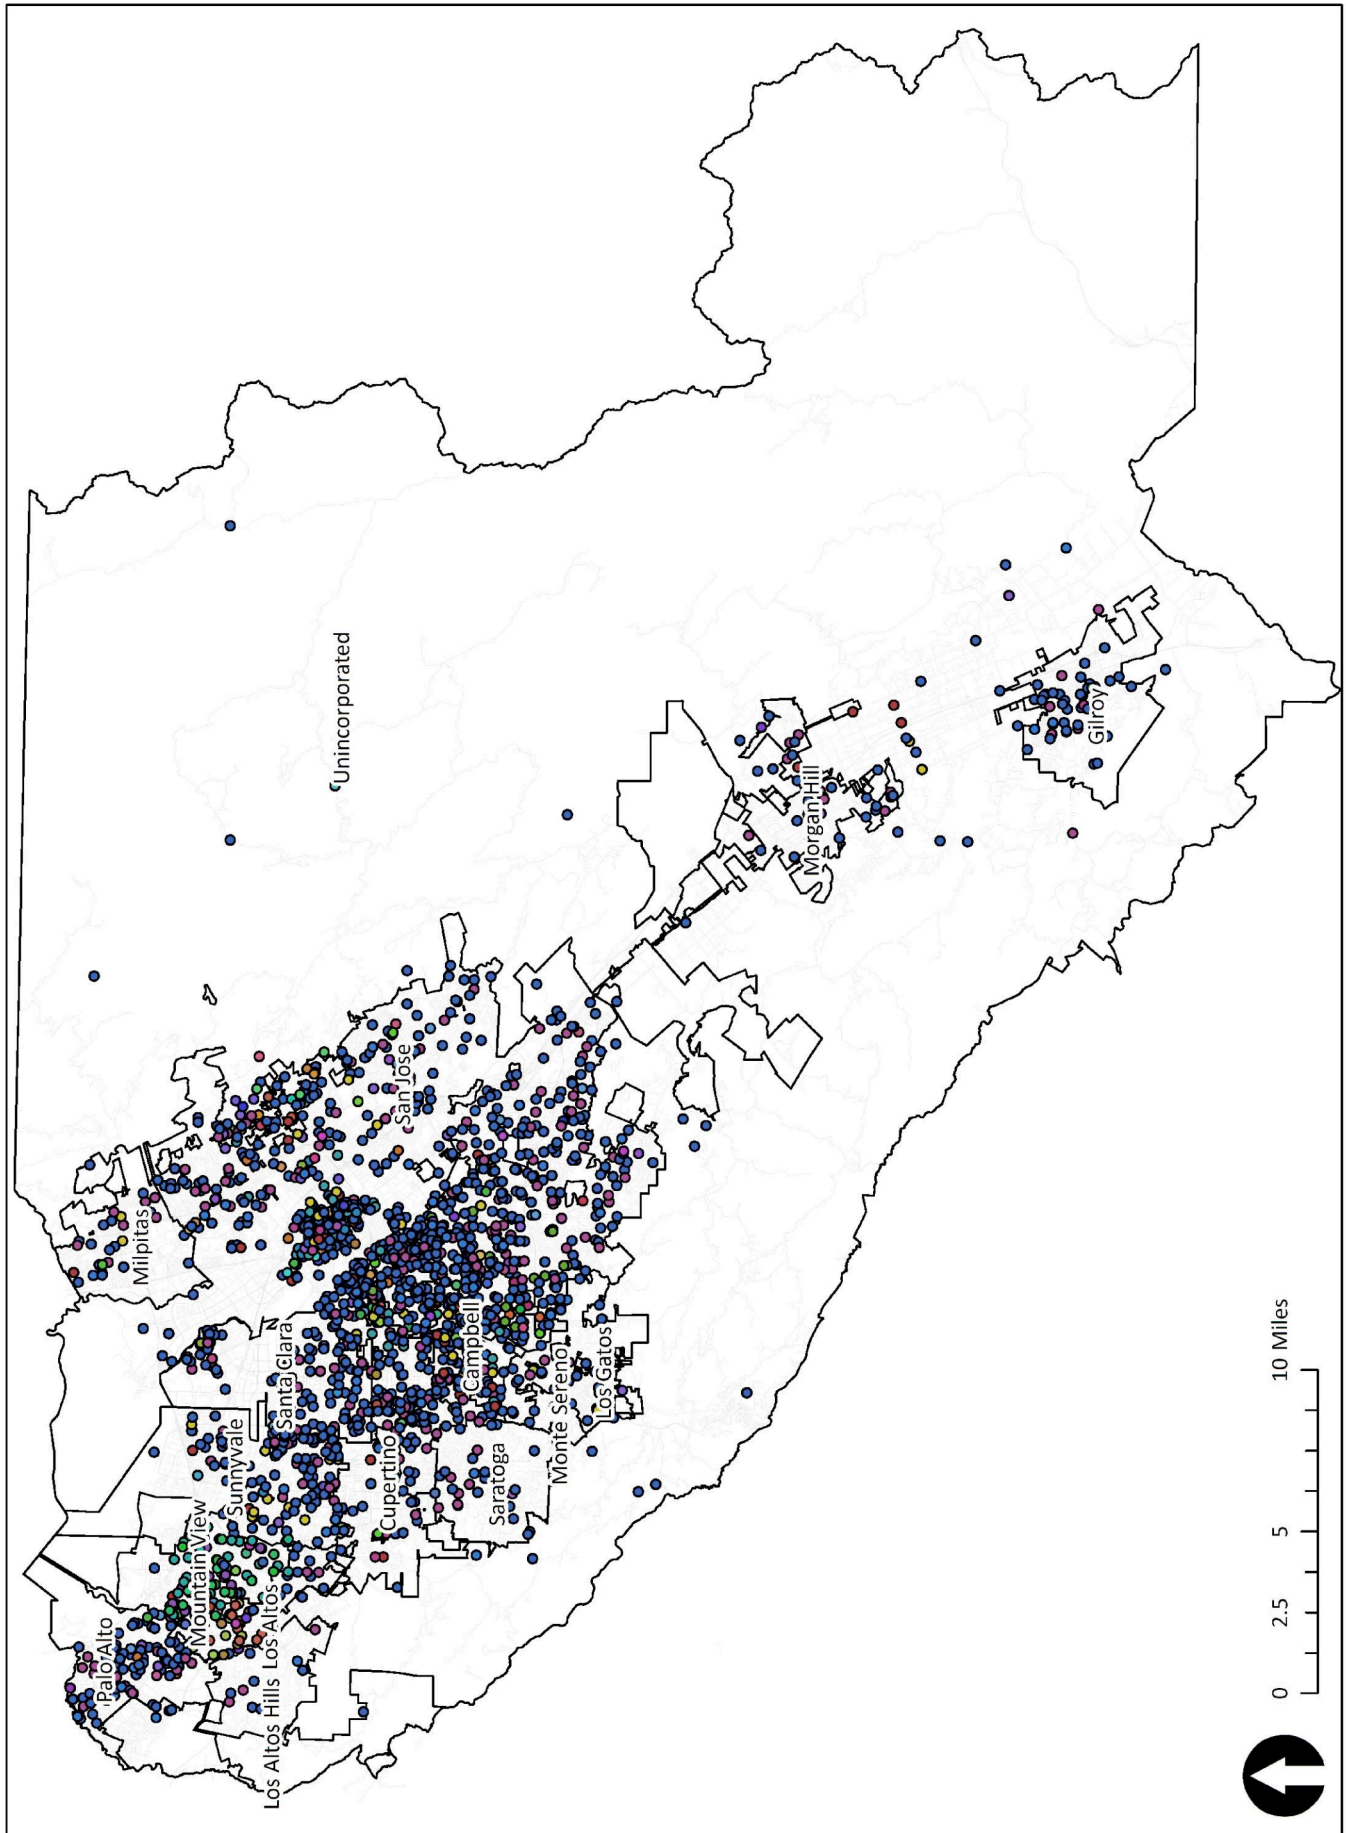 Palo Alto
Milpitas
Mountain View
Sunnyvale
Los Altos Hills
Los Altos
Santa Clara
Unincorporated
Cupertino
San Jose
Campbell
Saratoga
Monte Sereno
Los Gatos
Morgan Hill
Gilroy
0
2.5
5
10 Miles